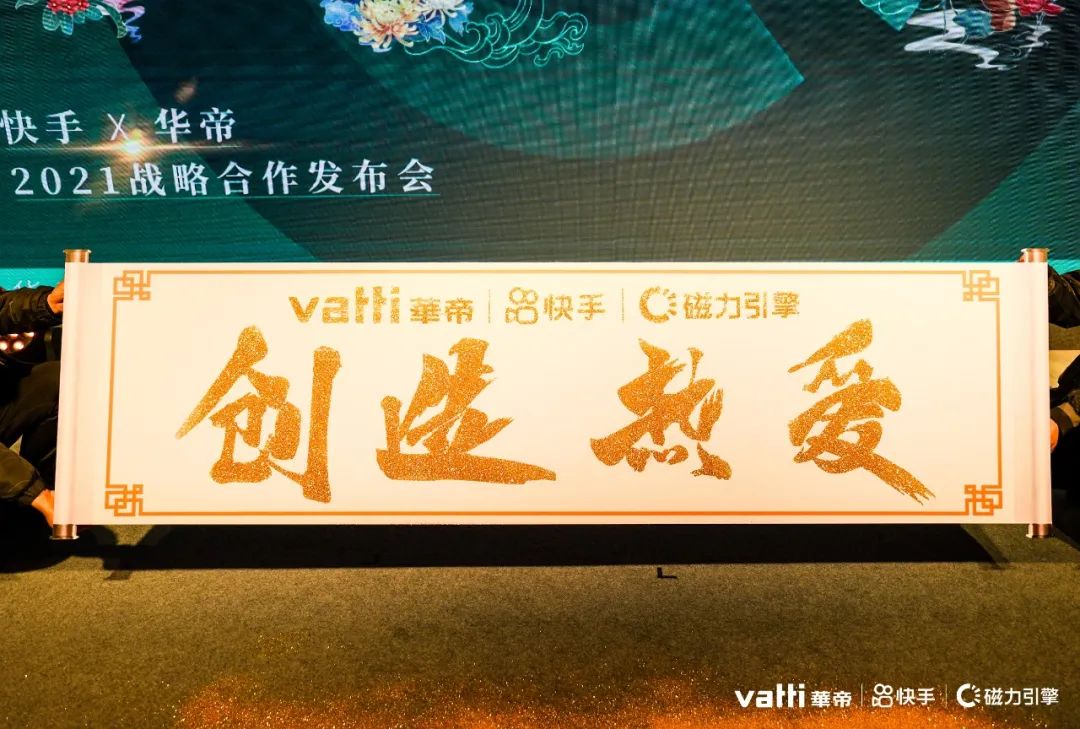 快手 X 华帝
2021战略合作发布会
vatti 華帝 | 快手 | 磁力引擎
创造热爱
vatti 華帝 | 快手 | 磁力引擎